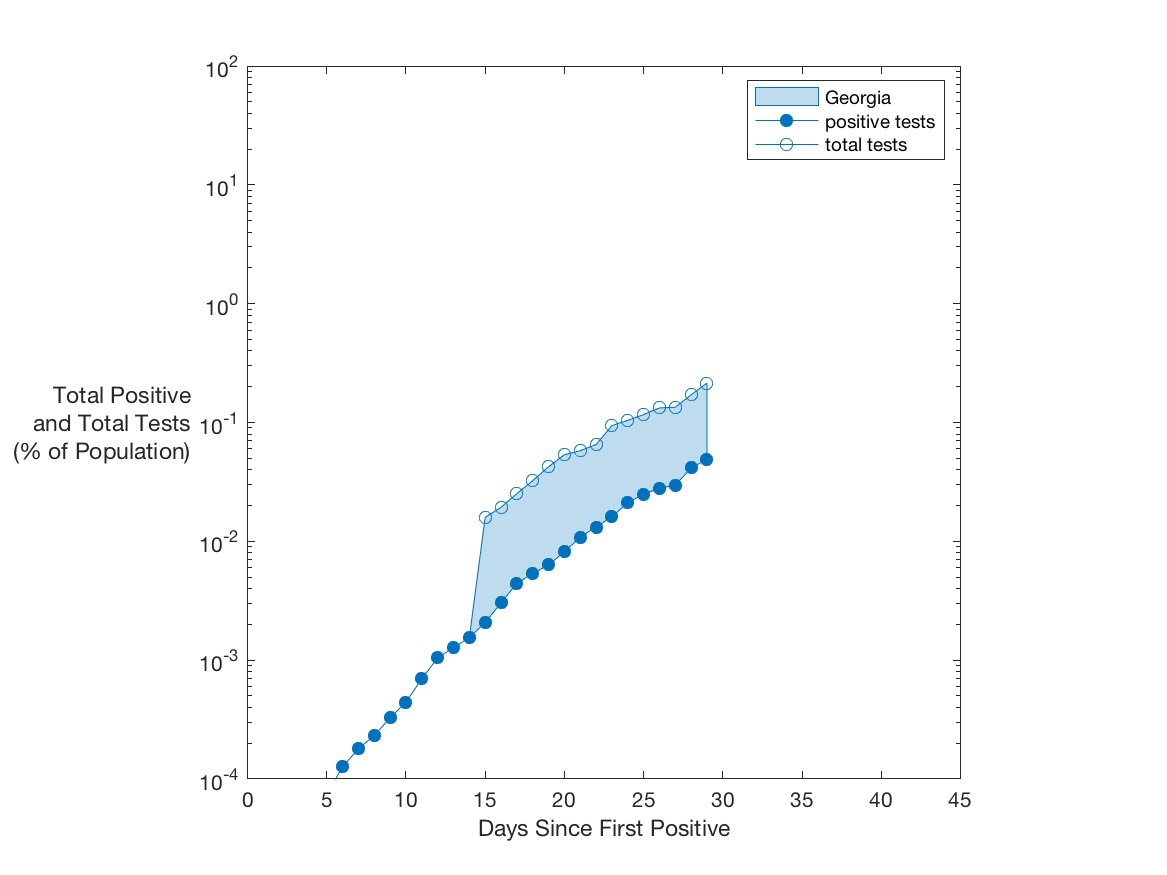 10^2
10^1
10^0
10^-1
10^-2
10^-3
10^-4
Total Positive
and Total Tests
(% of Population)
Georgia
positive tests
total tests
0 5 10 15 20 25 30 35 40 45
Days Since First Positive